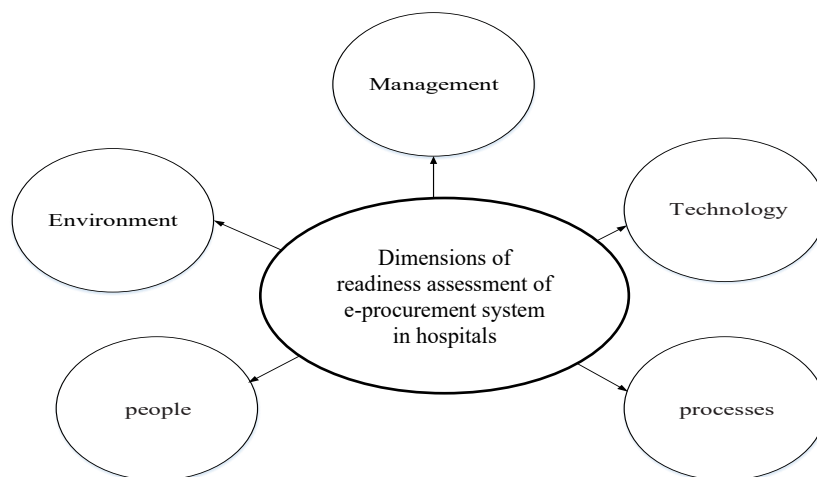 Management
Environment
Technology
Dimensions of
readiness assessment of
e-procurement system
in hospitals
people
processes